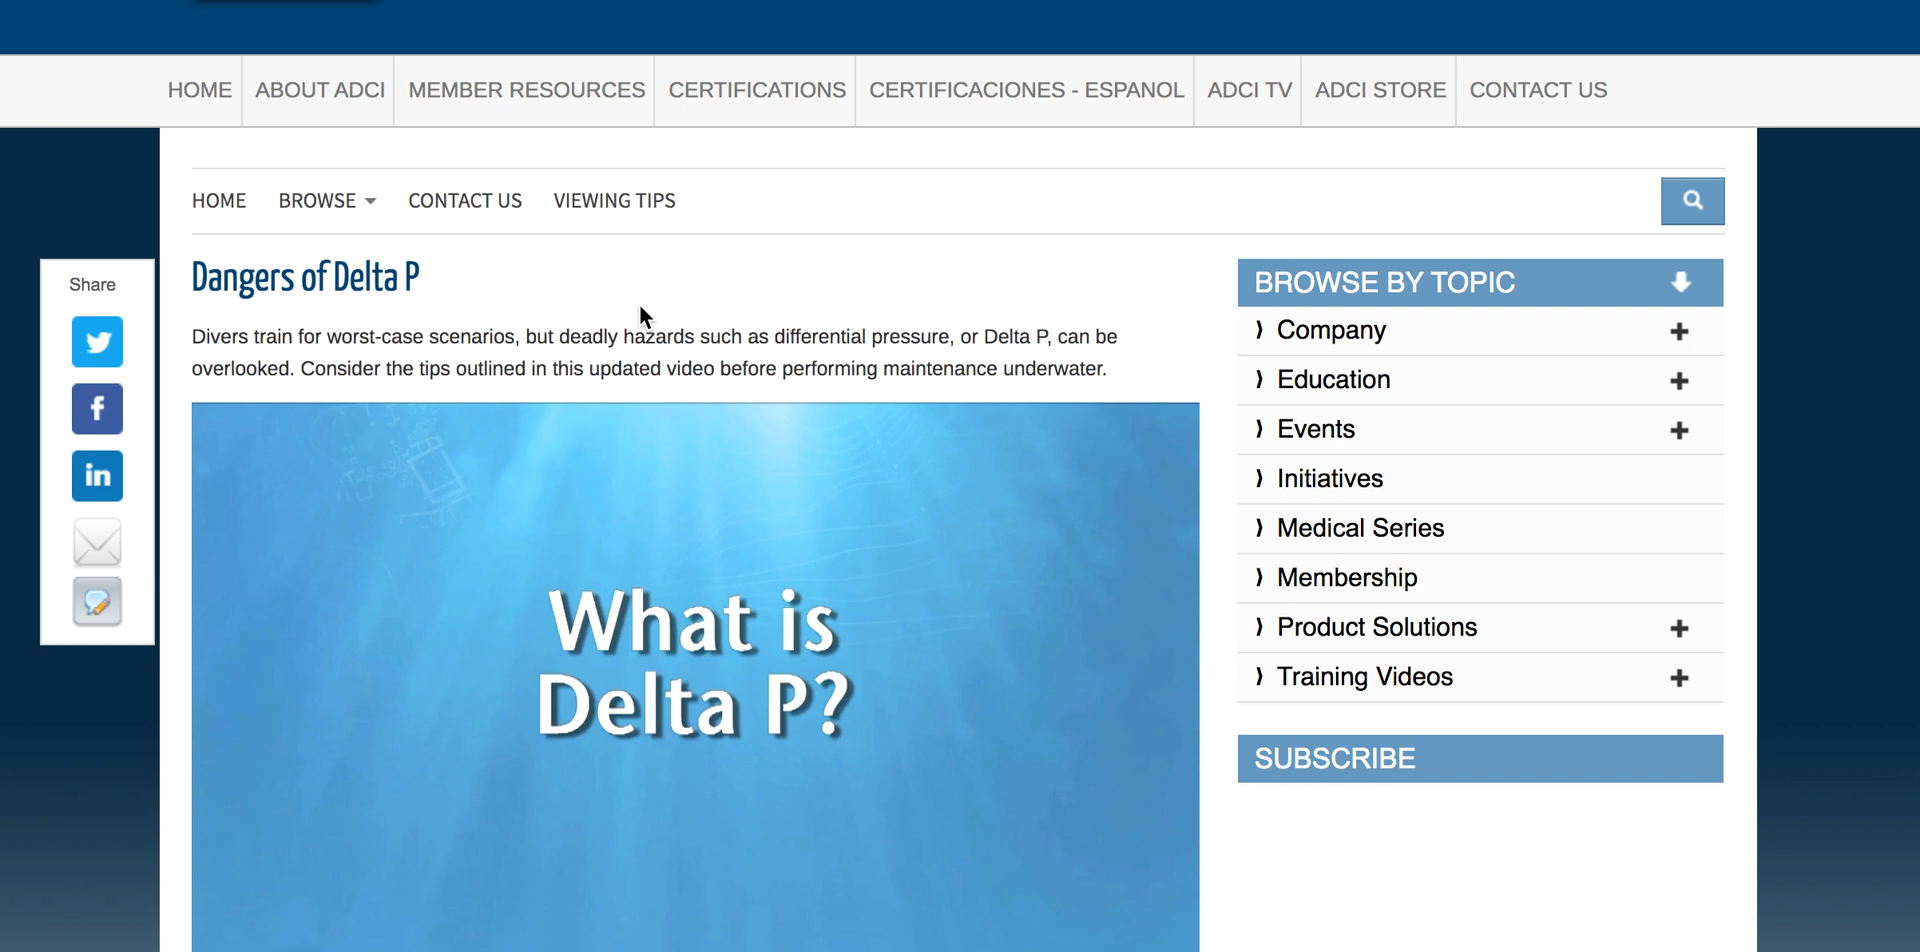 HOME ABOUT ADCI MEMBER RESOURCES CERTIFICATIONS CERTIFICACIONES - ESPANOL ADCI TV ADCI STORE CONTACT US
HOME BROWSE CONTACT US VIEWING TIPS
Share
Dangers of Delta P
Divers train for worst-case scenarios, but deadly hazards such as differential pressure, or Delta P, can be
overlooked. Consider the tips outlined in this updated video before performing maintenance underwater.
What is
Delta P?
BROWSE BY TOPIC
Company
Education
Events
Initiatives
Medical Series
Membership
Product Solutions
Training Videos
SUBSCRIBE